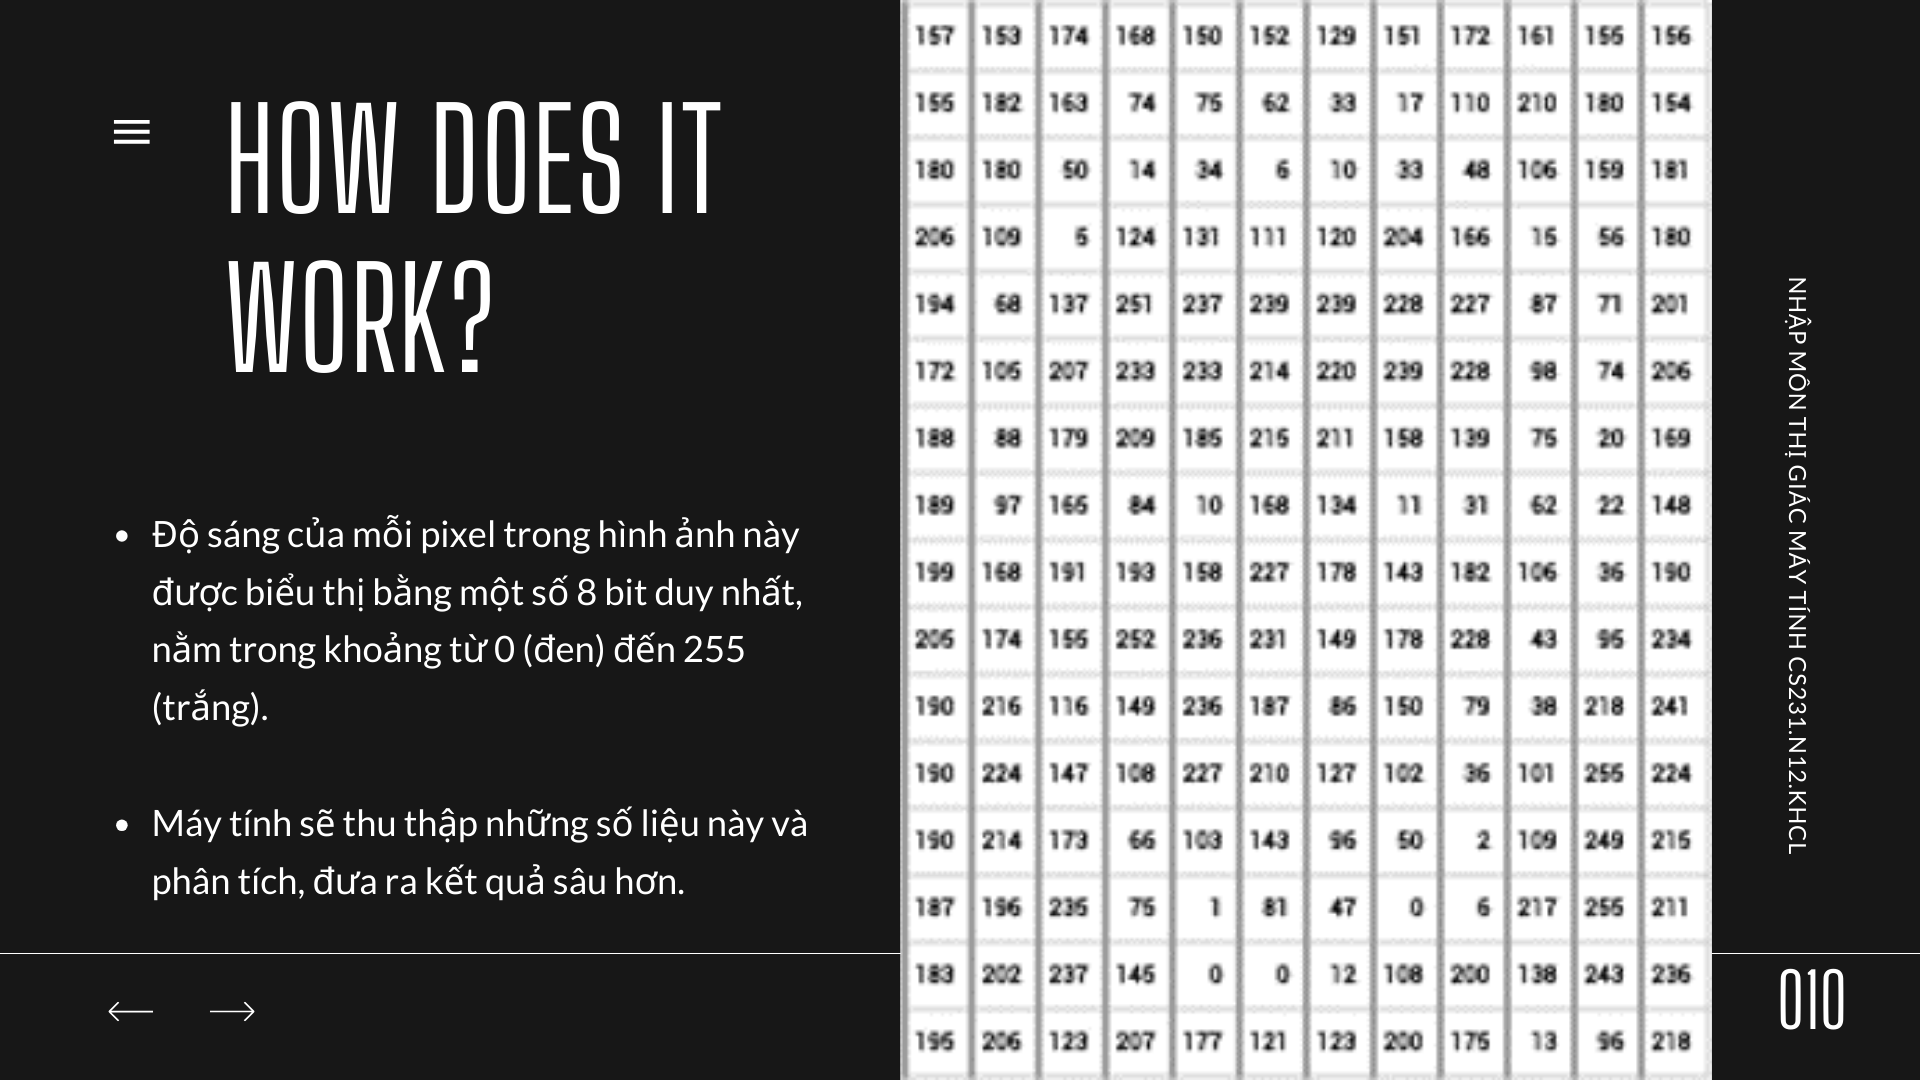 HOW DOES IT
WORK?
Độ sáng của mỗi pixel trong hình ảnh này
được biểu thị bằng một số 8 bit duy nhất,
nằm trong khoảng từ 0 (đen) đến 255
(trắng).
Máy tính sẽ thu thập những số liệu này và
phân tích, đưa ra kết quả sâu hơn.
157 153 174 168 150 152 129 151 172 161 155 156
155 182 163 74 75 62 33 17 110 210 180 154
180 180 50 14 34 6 10 33 48 106 159 181
206 109 5 124 131 111 120 204 166 15 56 180
194 68 137 251 237 239 239 228 227 87 71 201
172 105 207 233 233 214 220 239 228 98 74 206
188 88 179 209 185 215 211 158 139 75 20 169
189 97 165 84 10 168 134 11 31 62 22 148
199 168 191 193 158 227 178 143 182 106 36 190
205 174 155 252 236 231 149 178 228 43 95 234
190 216 116 149 236 187 86 150 79 38 218 241
190 224 147 108 227 210 127 102 36 101 255 224
190 214 173 66 103 143 96 50 2 109 249 215
187 196 235 75 1 81 47 0 6 217 255 211
183 202 237 145 0 0 12 108 200 138 243 236
195 206 123 207 177 121 123 200 175 13 96 218
NHẬP MÔN THỊ GIÁC MÁY TÍNH CS231.N12.KHCL
010